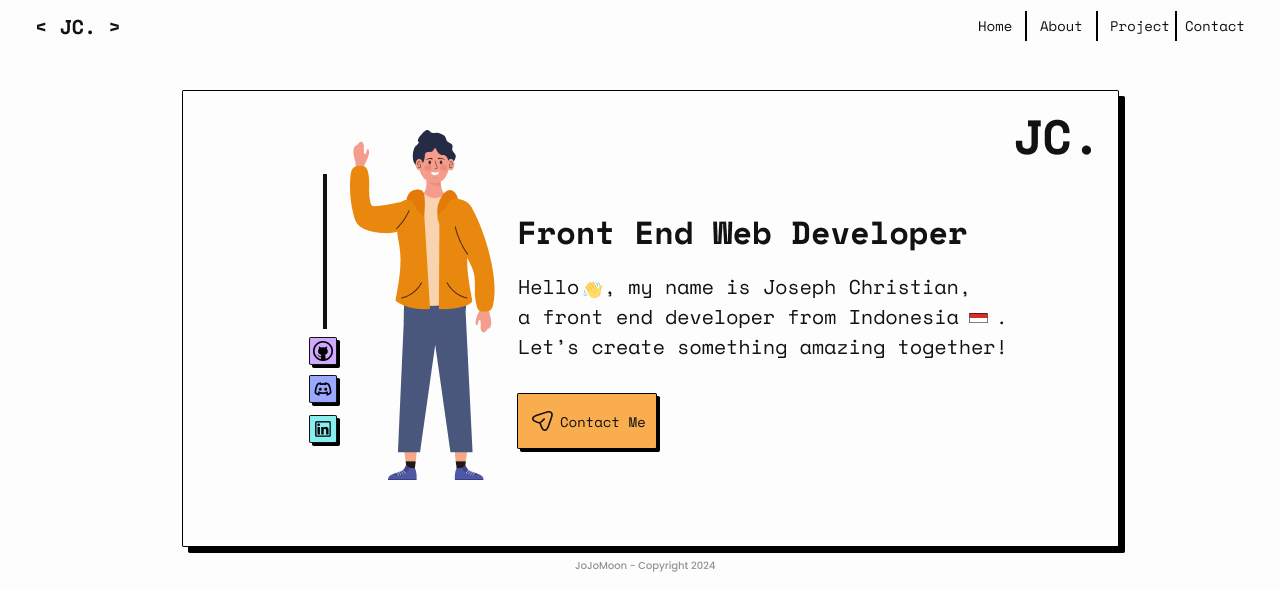 < JC. >
Home
About
Project
Contact
JC.
Front End Web Developer
Hello👋, my name is Joseph Christian,
a front end developer from Indonesia 🇮🇩 .
Let’s create something amazing together!
in
Contact Me
JoJoMoon - Copyright 2024